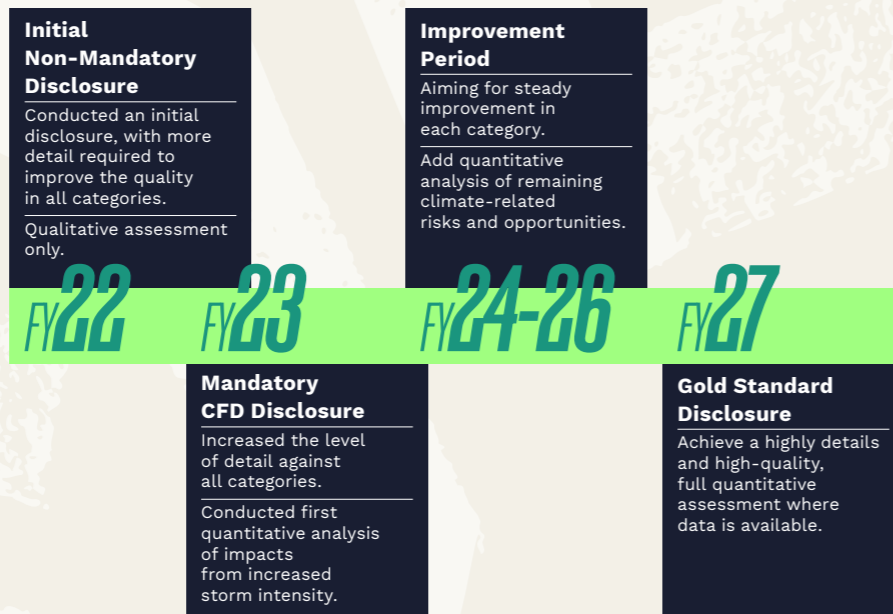 Initial
Non-Mandatory
Disclosure
Conducted an initial
disclosure, with more
detail required to
improve the quality
in all categories.
Qualitative assessment
only.
FY22
FY23
Mandatory
CFD Disclosure
Increased the level
of detail against
all categories.
Conducted first
quantitative analysis
of impacts
from increased
storm intensity.
Improvement
Period
Aiming for steady
improvement in
each category.
Add quantitative
analysis of remaining
climate-related
risks and opportunities.
FY24-26
FY27
Gold Standard
Disclosure
Achieve a highly details
and high-quality,
full quantitative
assessment where
data is available.